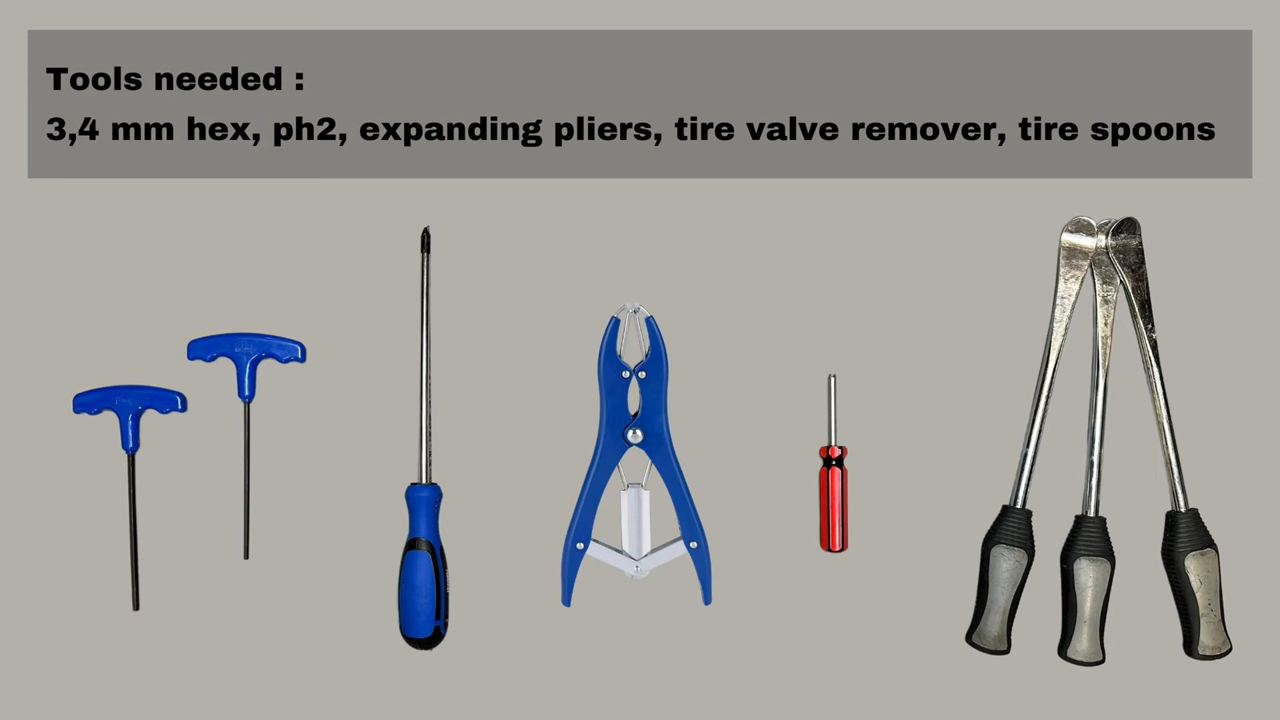 Tools needed :
3,4 mm hex, ph2, expanding pliers, tire valve remover, tire spoons